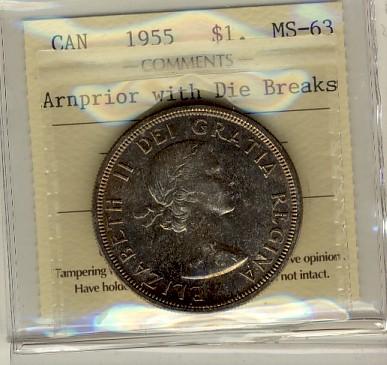 CAN 1955 $1. MS-63
COMMENTS
Arnprior with Die Breaks
ELIZABETH II DEI GRATIA REGINA
Tampering ve opinion.
Have hold not intact.